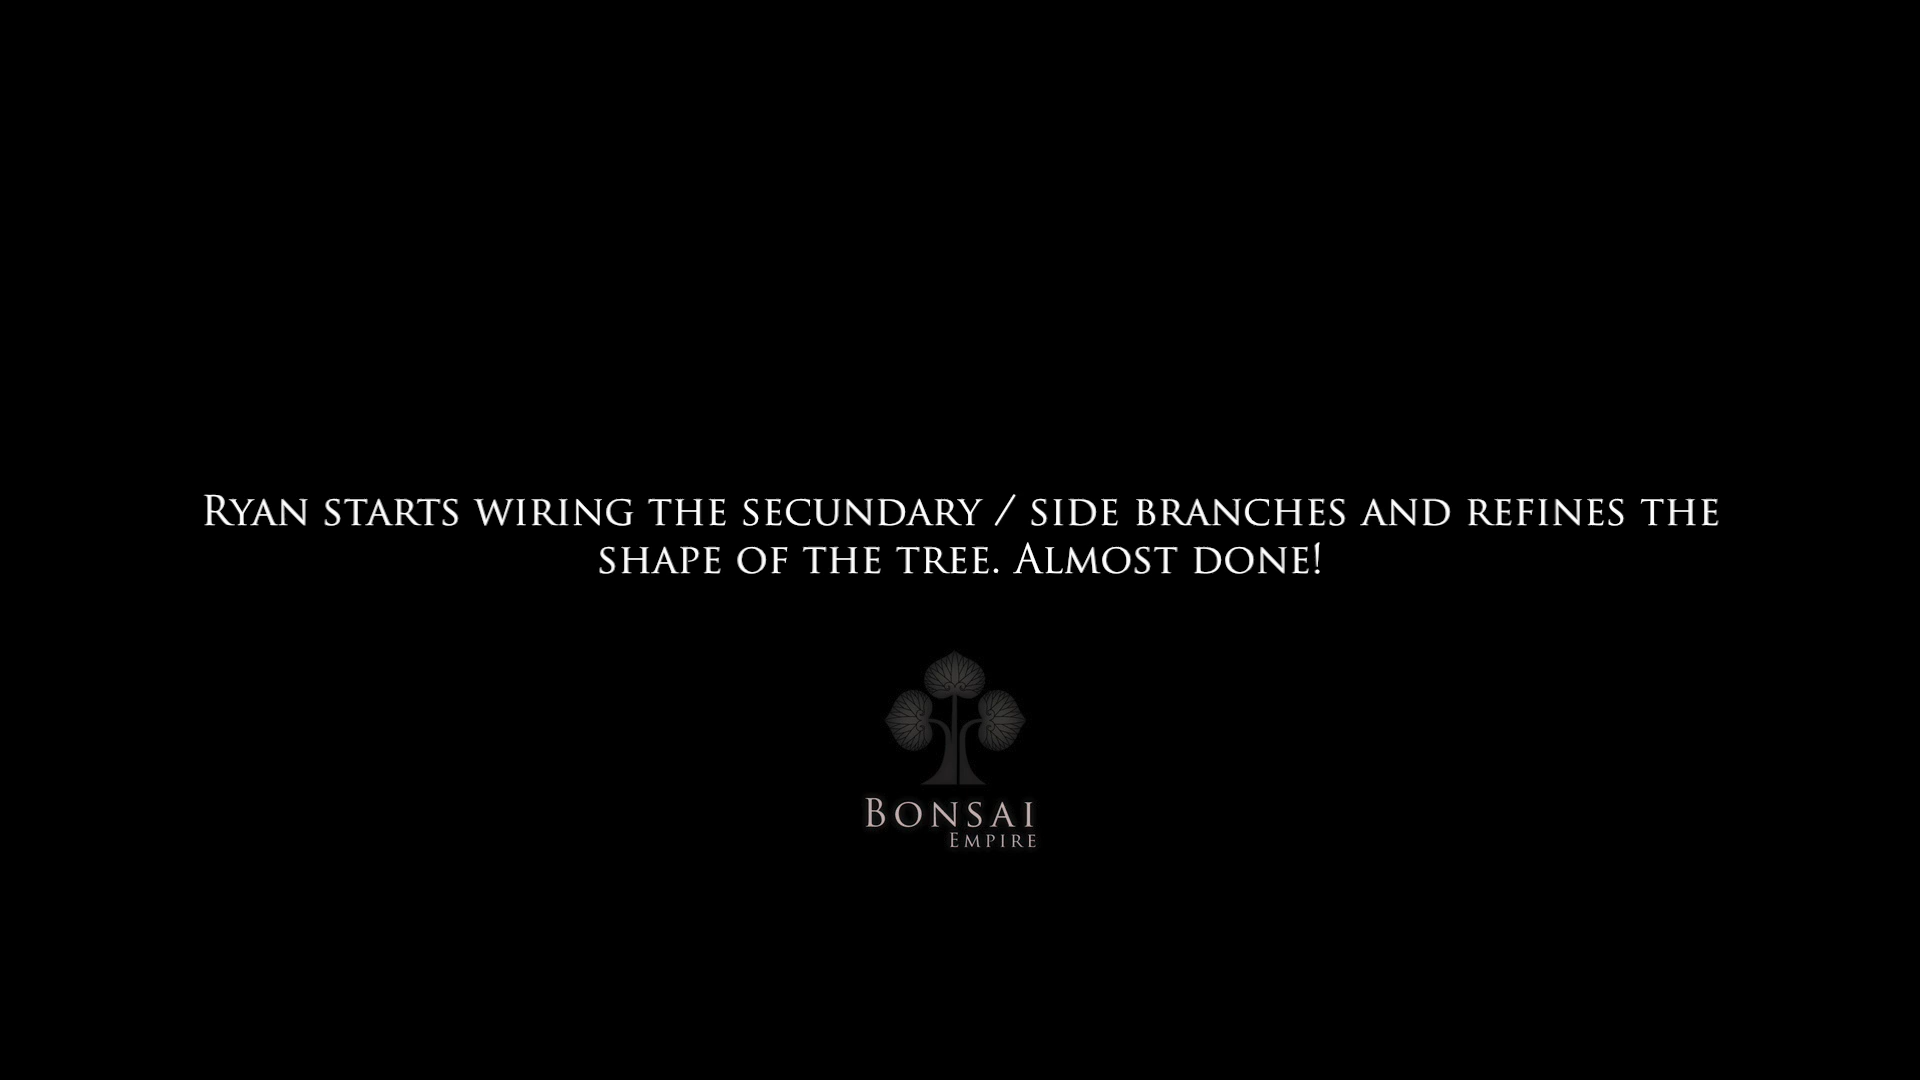 Ryan starts wiring the secundary / side branches and refines the
shape of the tree. Almost done!
Bonsai
Empire